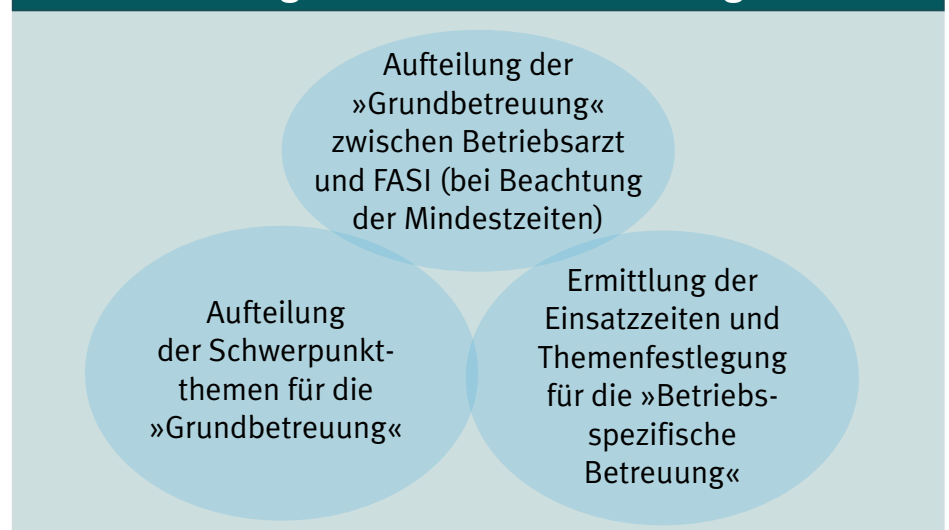 Aufteilung der
»Grundbetreuung«
zwischen Betriebsarzt
und FASI (bei Beachtung
der Mindestzeiten)
Aufteilung
der Schwerpunkt-
themen für die
»Grundbetreuung«
Ermittlung der
Einsatzzeiten und
Themenfestlegung
für die »Betriebs-
spezifische
Betreuung«